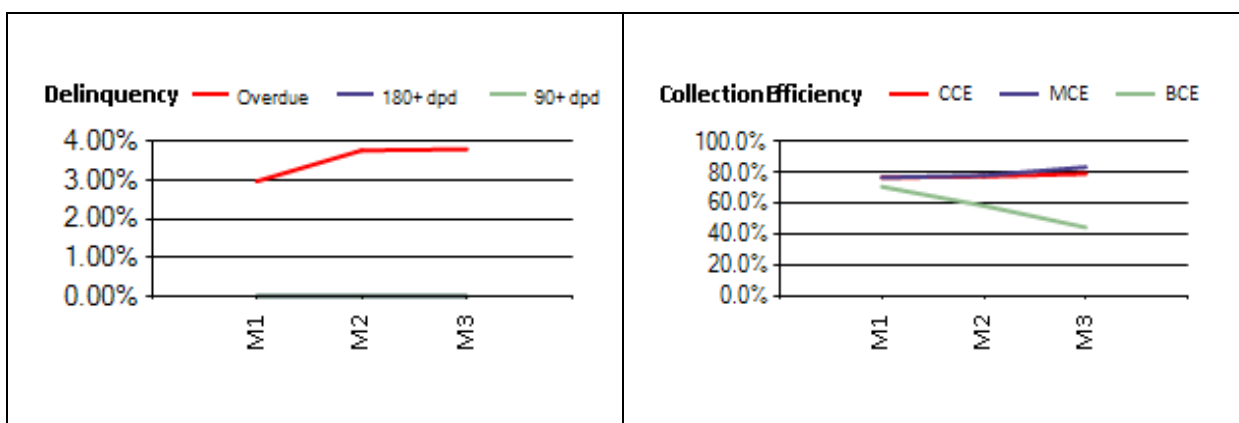 Delinquency Overdue 180+ dpd 90+ dpd
4.00%
3.00%
2.00%
1.00%
0.00%
M1
M2
M3
Collection Efficiency CCE MCE BCE
100.0%
80.0%
60.0%
40.0%
20.0%
0.0%
M1
M2
M3